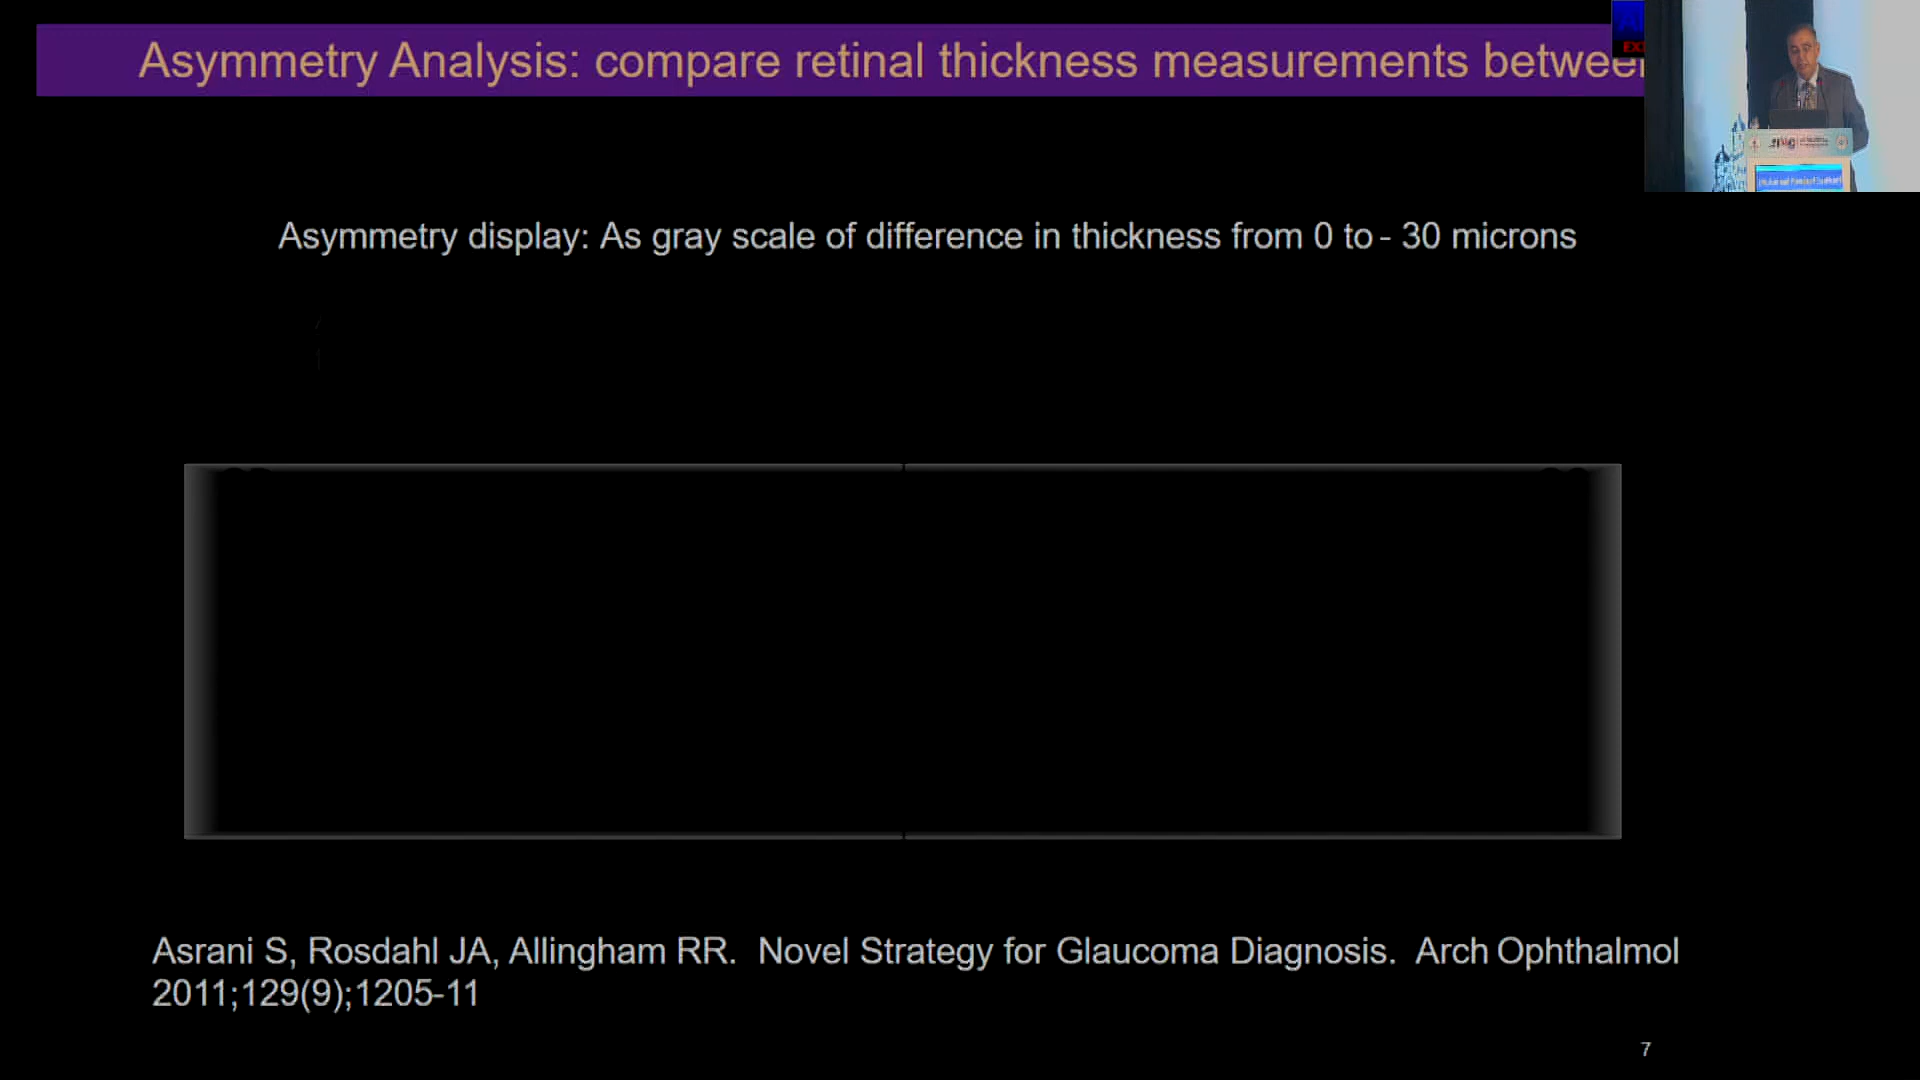 Asymmetry Analysis: compare retinal thickness measurements between
Asymmetry display: As gray scale of difference in thickness from 0 to - 30 microns
Asrani S, Rosdahl JA, Allingham RR. Novel Strategy for Glaucoma Diagnosis. Arch Ophthalmol
2011;129(9);1205-11
7